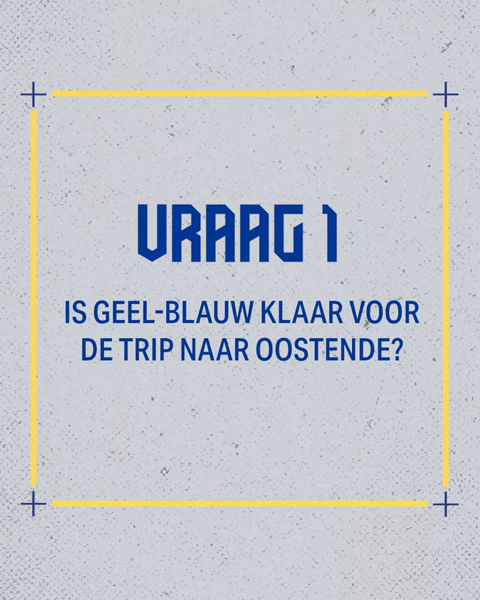 VRAAG 1
IS GEEL-BLAUW KLAAR VOOR
DE TRIP NAAR OOSTENDE?